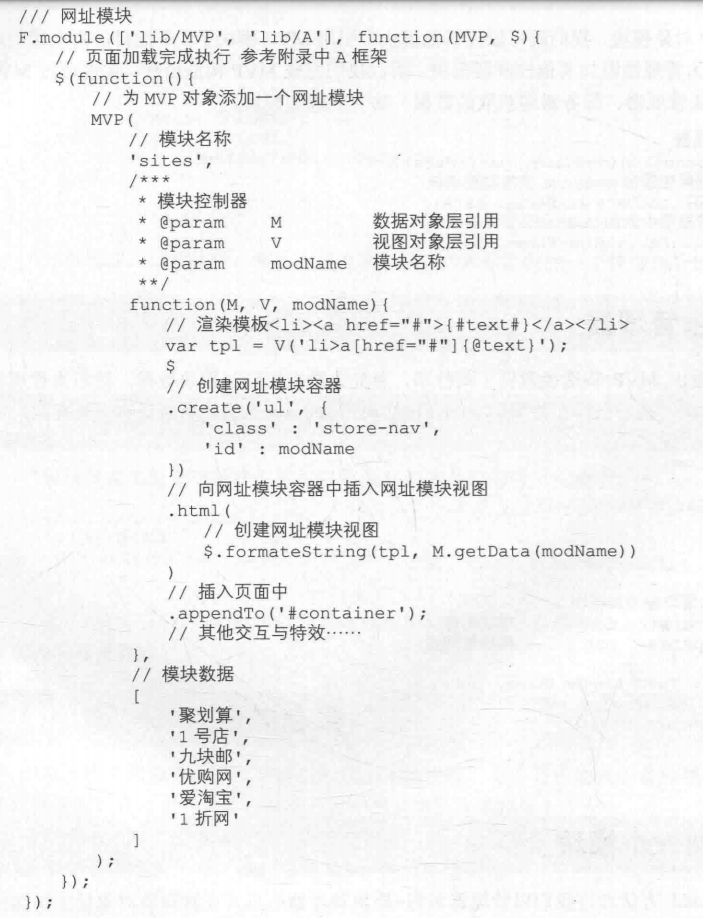 /// 网址模块
F.module(['lib/MVP', 'lib/A'], function(MVP, $){
// 页面加载完成执行 参考附录中 A 框架
$(function(){
// 为 MVP 对象添加一个网址模块
MVP(
// 模块名称
'sites',
/***
* 模块控制器
* @param M 数据对象层引用
* @param V 视图对象层引用
* @param modName 模块名称
**/
function(M, V, modName){
// 渲染模板<li><a href="#">{#text#}</a></li>
var tpl = V('li>a[href="#"]{@text}');
$
// 创建网址模块容器
.create('ul', {
'class' : 'store-nav',
'id' : modName
})
// 向网址模块容器中插入网址模块视图
.html(
// 创建网址模块视图
$.formateString(tpl, M.getData(modName))
)
// 插入页面中
.appendTo('#container');
// 其他交互与特效……
},
// 模块数据
[
'聚划算',
'1 号店',
'九块邮',
'优购网',
'爱淘宝',
'1 折网'
]
);
});
});